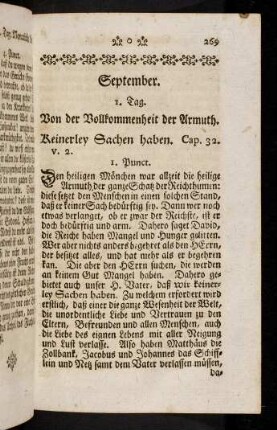 o 269
September.
1. Tag.
Von der Vollkommenheit der Armuth.
Keinerley Sachen haben. Cap. 32.
v. 2.
1. Punct.
Den heiligen Mönchen war allzeit die heilige
Armuth der gantze Schatz der Reichthumen:
diese setzt den Menschen in einen solchen Stand,
daß er keiner Sach bedürftig sey. Dann wer noch
etwas verlanget, ob er zwar der Reichste, ist er
doch bedürftig und arm. Dahero saget David,
die Reiche haben Mangel und Hunger gelitten.
Wer aber nichts anders begehret als den HErrn,
der besitzet alles, und hat mehr als er begehren
kan. Die aber den HErrn suchen, die werden
an keinem Gut Mangel haben. Dahero ge-
bietet auch unser H. Vater, daß wir keiner-
ley Sachen haben. Zu welchem erfordert wird
erstlich, daß einer die gantze Wesenheit der Welt,
die unordentliche Liebe und Vertrauen zu den
Eltern, Befreunden und allen Menschen, auch
die Liebe des eignen Lebens mit aller Neigung
und Lust verlasse. Also haben Matthäus die
Zollbank, Jacobus und Johannes das Schiff-
lein und Netz samt dem Vater verlassen müssen,
da-